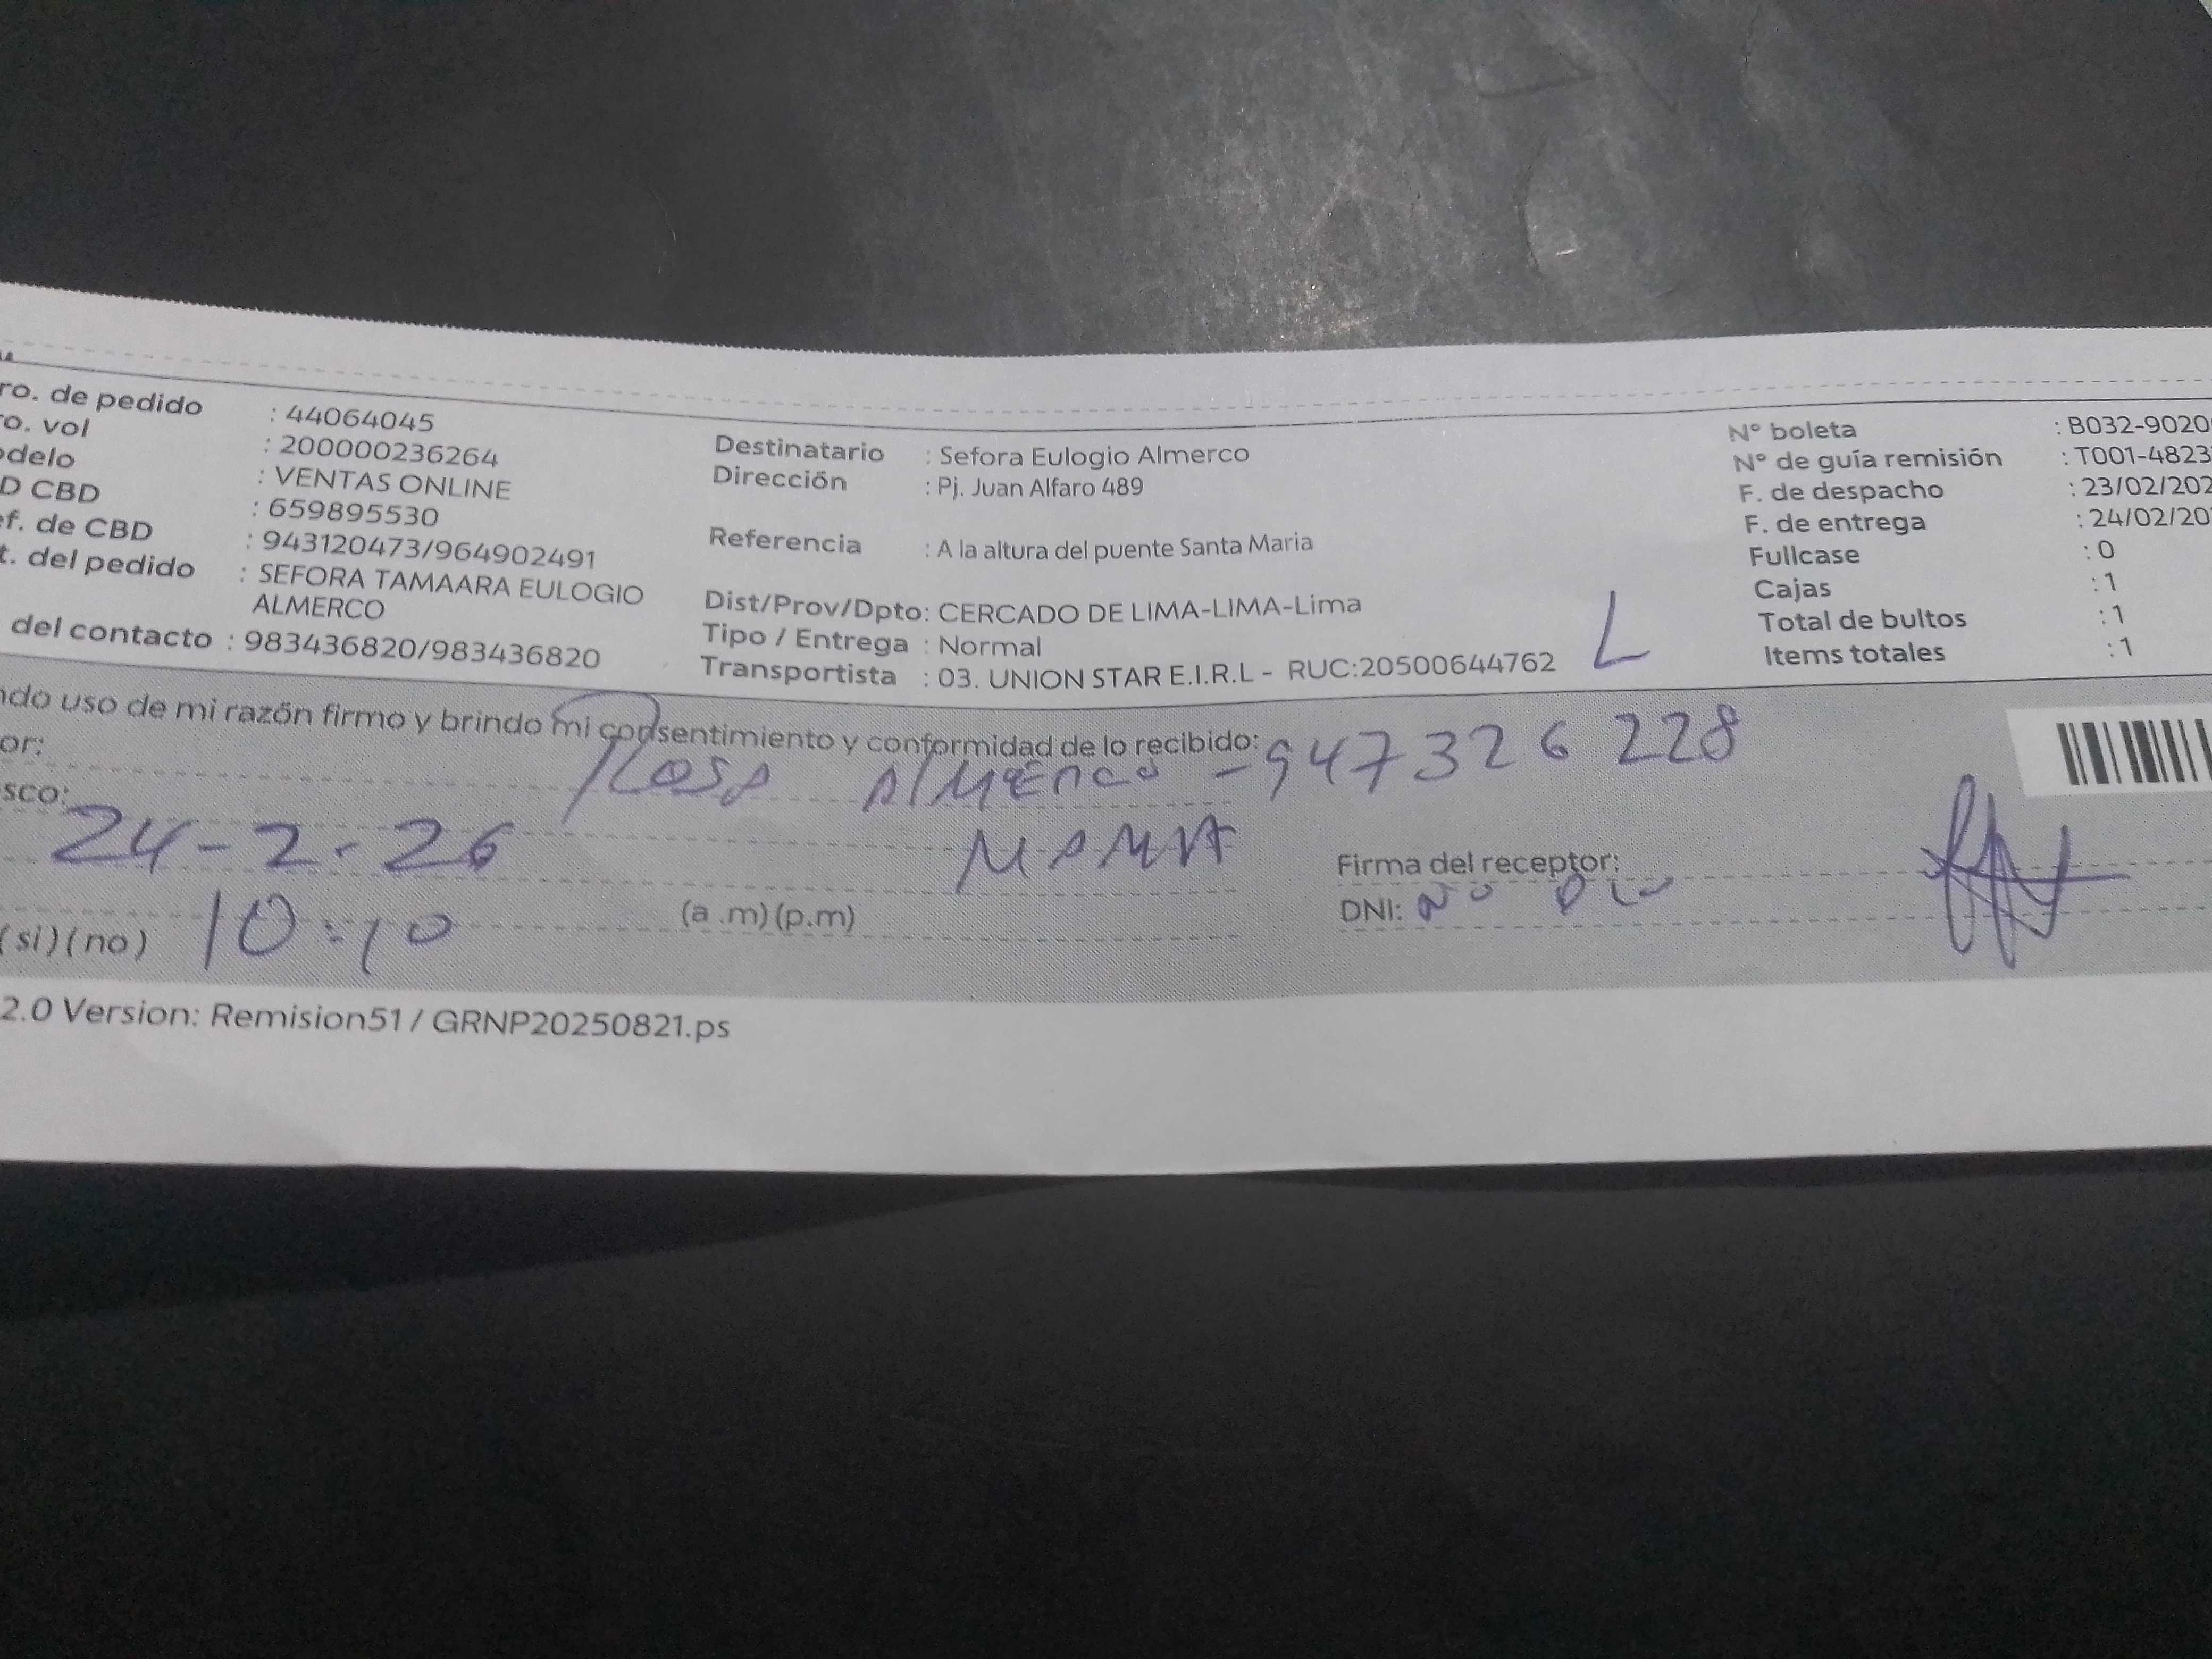 ro. de pedido : 44064045
ro. vol : 200000236264
odelo : VENTAS ONLINE
D CBD : 659895530
ef. de CBD : 943120473/964902491
t. del pedido : SEFORA TAMAARA EULOGIO
ALMERCO
del contacto : 983436820/983436820
Destinatario : Sefora Eulogio Almerco
Dirección : Pj. Juan Alfaro 489
Referencia : A la altura del puente Santa Maria
Dist/Prov/Dpto: CERCADO DE LIMA-LIMA-Lima
Tipo / Entrega : Normal
Transportista : 03. UNION STAR E.I.R.L - RUC:20500644762
L
N° boleta : B032-9020
N° de guía remisión : T001-4823
F. de despacho : 23/02/202
F. de entrega : 24/02/20
Fullcase : 0
Cajas : 1
Total de bultos : 1
Items totales : 1
ndo uso de mi razón firmo y brindo mi consentimiento y conformidad de lo recibido:
or: Rosa Almerco - 947326228
sco:
24-2-26 MAMA
Firma del receptor:
(si)(no) 10:10 (a .m)(p.m)
DNI: No
2.0 Version: Remision51 / GRNP20250821.ps